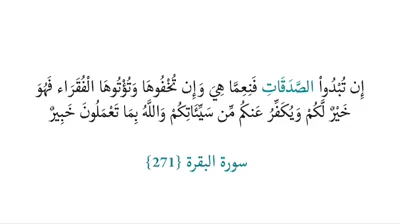 إِن تُبْدُواْ الصَّدَقَاتِ فَنِعِمَّا هِيَ وَإِن تُخْفُوهَا وَتُؤْتُوهَا الْفُقَرَاء فَهُوَ
خَيْرٌ لَّكُمْ وَيُكَفِّرُ عَنكُم مِّن سَيِّئَاتِكُمْ وَاللَّهُ بِمَا تَعْمَلُونَ خَبِيرٌ
سورة البقرة {271}